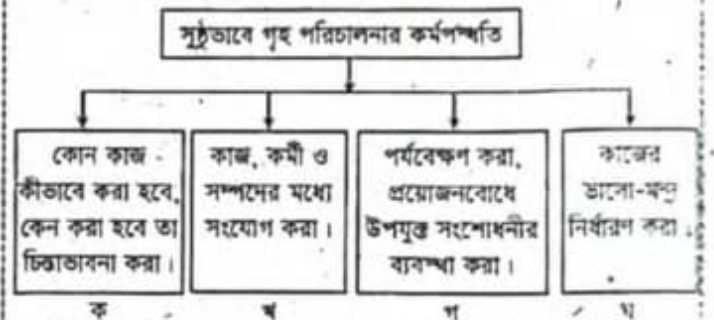 সুষ্ঠুভাবে গৃহ পরিচালনার কর্মপদ্ধতি
কোন কাজ
কীভাবে করা হবে,
কেন করা হবে তা
চিন্তাভাবনা করা।
কাজ, কর্মী ও
সম্পদের মধ্যে
সংযোগ করা।
পর্যবেক্ষণ করা,
প্রয়োজনবোধে
উপযুক্ত সংশোধনীর
ব্যবস্থা করা।
কাজের
ভালো-মন্দ
নির্ধারণ করা।
ক খ গ ঘ